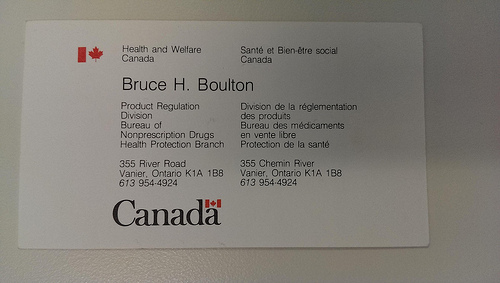 Health and Welfare
Canada
Santé et Bien-être social
Canada
Bruce H. Boulton
Product Regulation
Division
Bureau of
Nonprescription Drugs
Health Protection Branch
Division de la réglementation
des produits
Bureau des médicaments
en vente libre
Protection de la santé
355 River Road
Vanier, Ontario K1A 1B8
613 954-4924
355 Chemin River
Vanier, Ontario K1A 1B8
613 954-4924
Canada